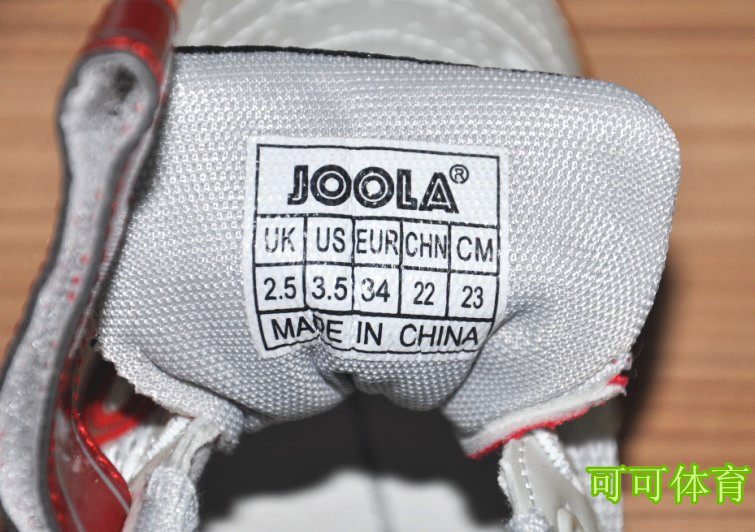 JOOLA®
UK US EUR CHN CM
2.5 3.5 34 22 23
MADE IN CHINA
可可体育